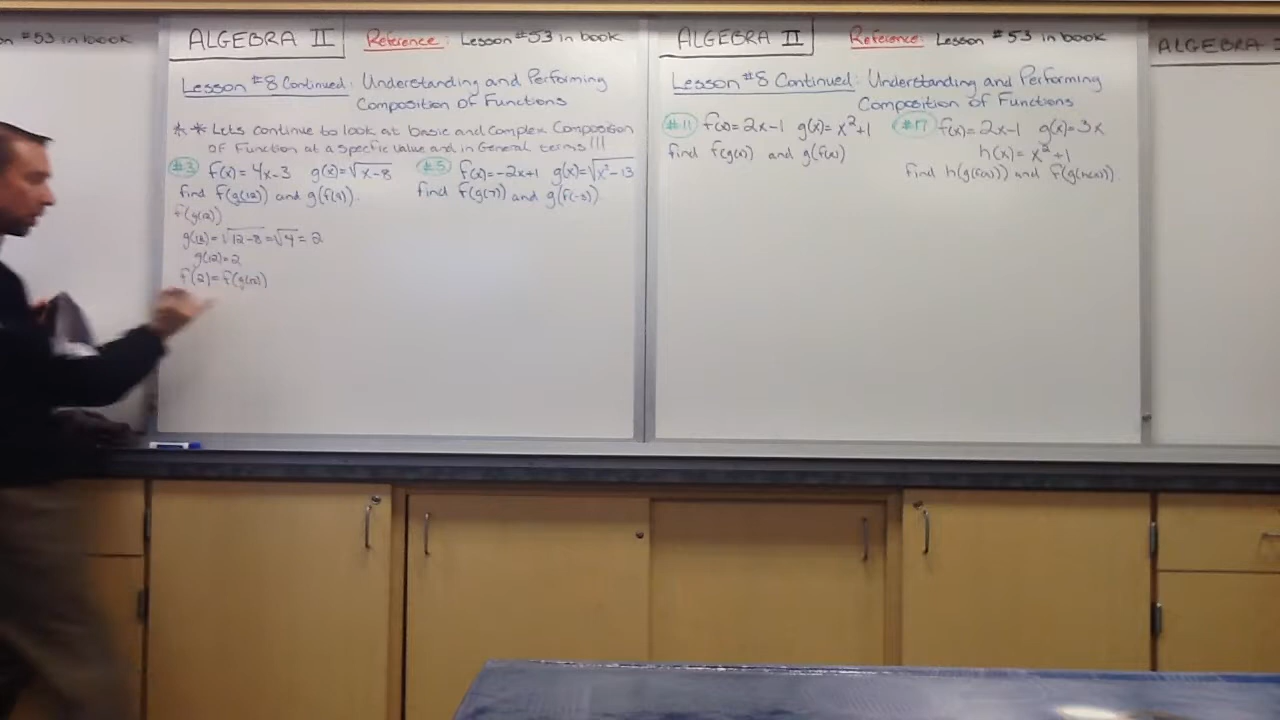 n #53 in book
ALGEBRA II Reference: Lesson #53 in book
Lesson #8 Continued: Understanding and Performing
Composition of Functions
** Lets continue to look at basic and Complex Composition
of Function at a specific value and in General terms!!!
#3 f(x)=4x-3 g(x)=√x-8
find f(g(12)) and g(f(4)).
f(g(12))
g(12)=√12-8=√4=2
g(12)=2
f(2)=f(g(12))
#5 f(x)=-2x+1 g(x)=√x²-13
find f(g(7)) and g(f(-3))
ALGEBRA II Reference: Lesson #53 in book
Lesson #8 Continued: Understanding and Performing
Composition of Functions
#11 f(x)=2x-1 g(x)=x²+1
find f(g(x)) and g(f(x))
#17 f(x)=2x-1 g(x)=3x
h(x)=x²+1
find h(g(f(x))) and f(g(h(x))).
ALGEBRA I